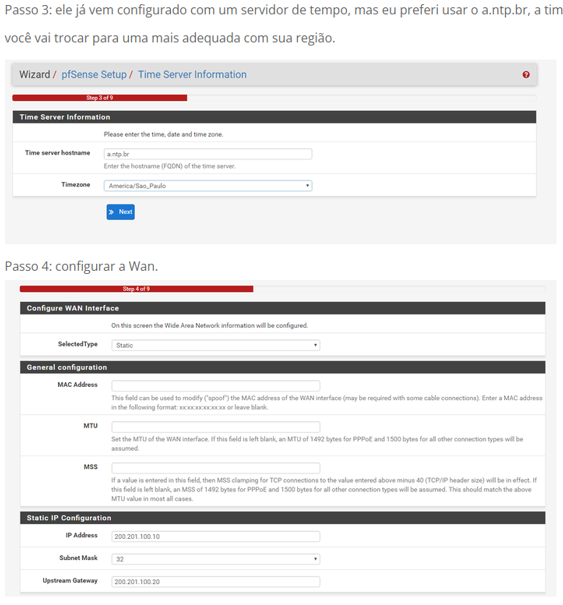 Passo 3: ele já vem configurado com um servidor de tempo, mas eu preferi usar o a.ntp.br, a tim
você vai trocar para uma mais adequada com sua região.
Wizard / pfSense Setup / Time Server Information
Step 3 of 9
Time Server Information
Please enter the time, date and time zone.
Time server hostname
a.ntp.br
Enter the hostname (FQDN) of the time server.
Timezone
America/Sao_Paulo
Next
Passo 4: configurar a Wan.
Step 4 of 9
Configure WAN Interface
On this screen the Wide Area Network information will be configured.
SelectedType
Static
General configuration
MAC Address
This field can be used to modify ("spoof") the MAC address of the WAN interface (may be required with some cable connections). Enter a MAC address
in the following format: xx:xx:xx:xx:xx:xx or leave blank.
MTU
Set the MTU of the WAN interface. If this field is left blank, an MTU of 1492 bytes for PPPoE and 1500 bytes for all other connection types will be
assumed.
MSS
If a value is entered in this field, then MSS clamping for TCP connections to the value entered above minus 40 (TCP/IP header size) will be in effect. If
this field is left blank, an MSS of 1492 bytes for PPPoE and 1500 bytes for all other connection types will be assumed. This should match the above
MTU value in most all cases.
Static IP Configuration
IP Address
200.201.100.10
Subnet Mask
32
Upstream Gateway
200.201.100.20